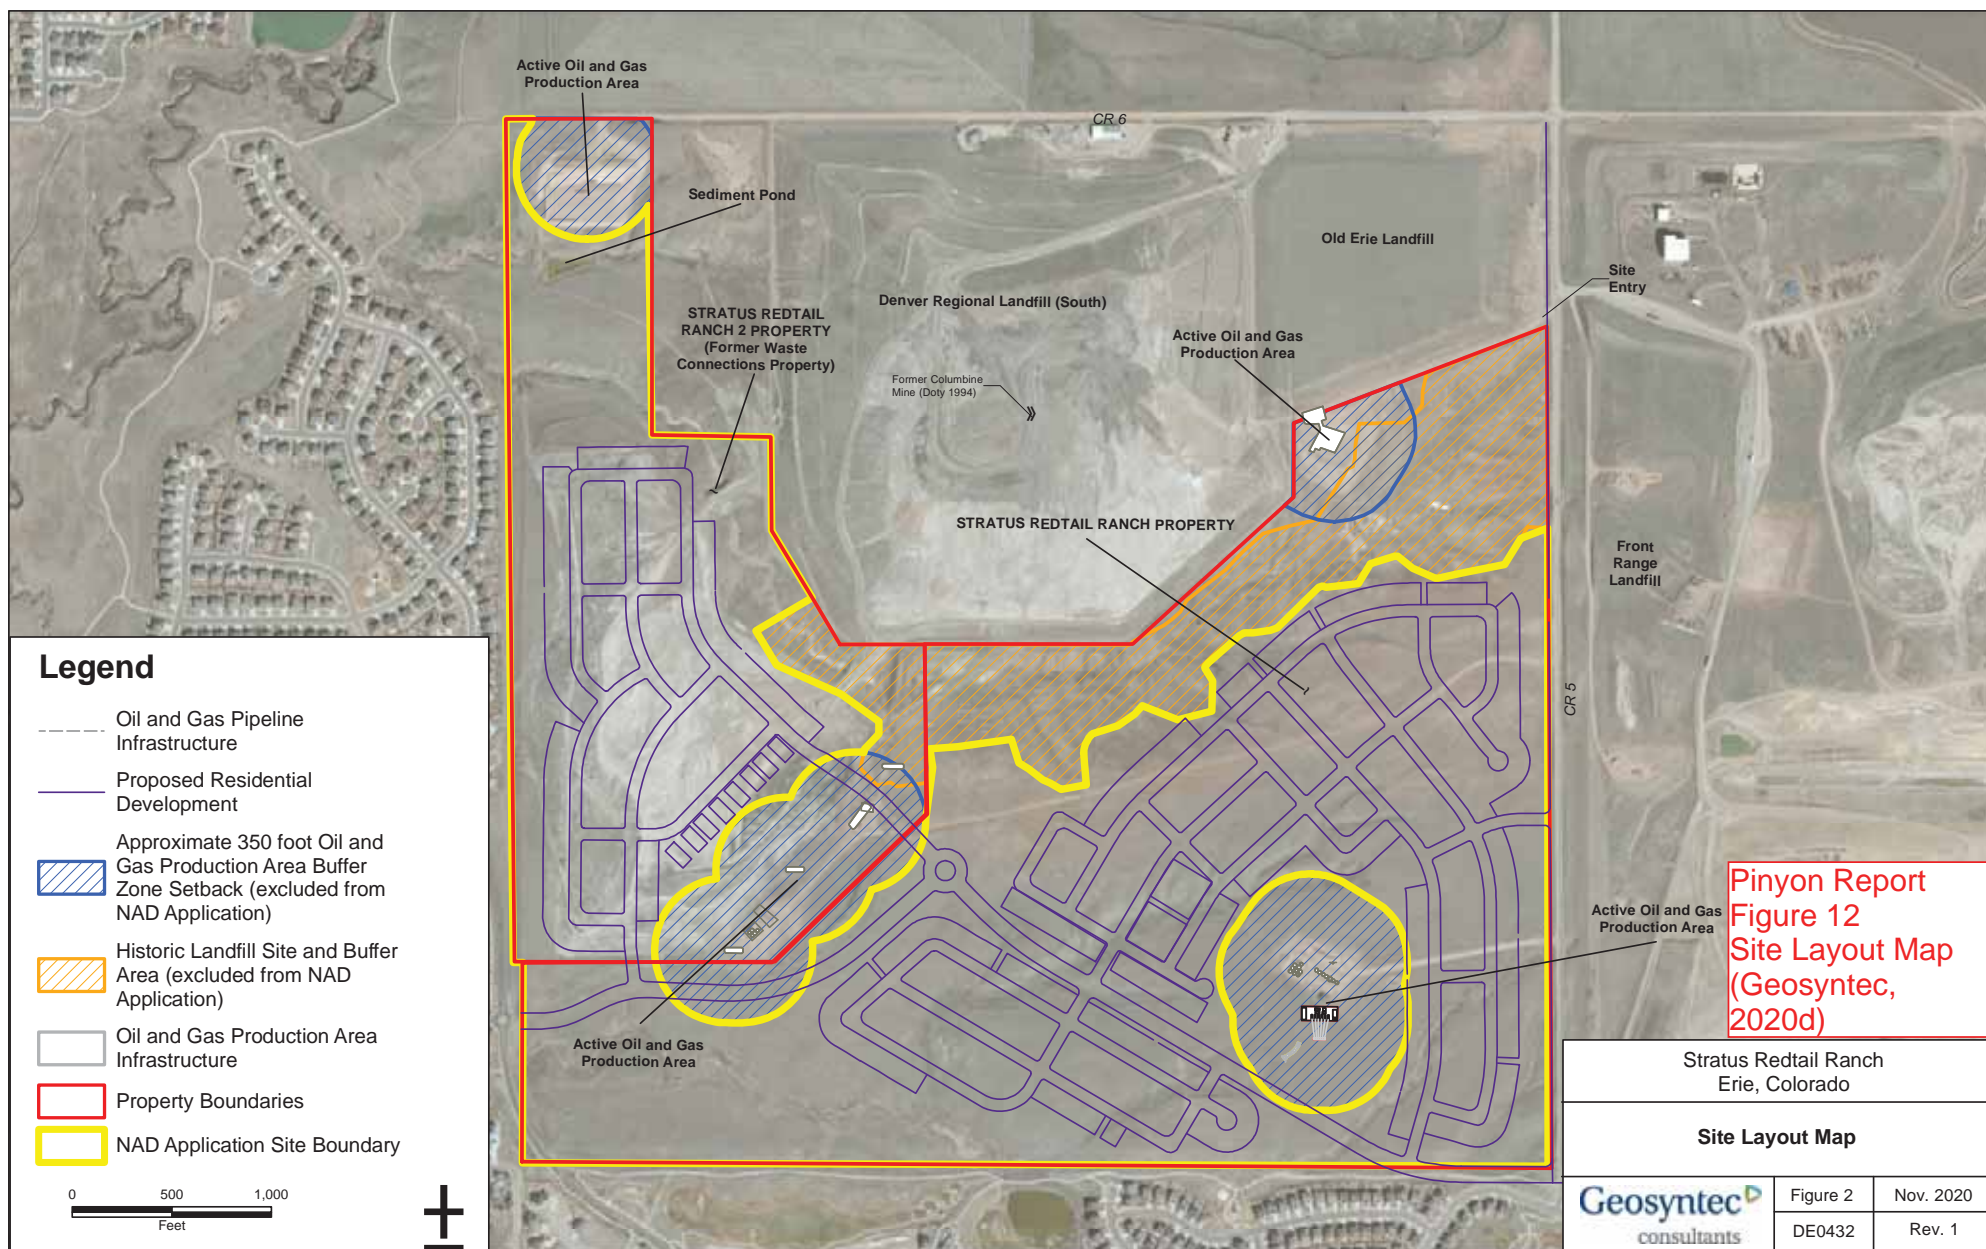 Active Oil and Gas
Production Area
CR 6
Sediment Pond
Old Erie Landfill
Site
Entry
Denver Regional Landfill (South)
STRATUS REDTAIL
RANCH 2 PROPERTY
(Former Waste
Connections Property)
Active Oil and Gas
Production Area
Former Columbine
Mine (Doty 1994)
STRATUS REDTAIL RANCH PROPERTY
Front
Range
Landfill
CR 5
Active Oil and Gas
Production Area
Active Oil and Gas
Production Area
Legend
Oil and Gas Pipeline
Infrastructure
Proposed Residential
Development
Approximate 350 foot Oil and
Gas Production Area Buffer
Zone Setback (excluded from
NAD Application)
Historic Landfill Site and Buffer
Area (excluded from NAD
Application)
Oil and Gas Production Area
Infrastructure
Property Boundaries
NAD Application Site Boundary
0 500 1,000
Feet
Pinyon Report
Figure 12
Site Layout Map
(Geosyntec,
2020d)
Stratus Redtail Ranch
Erie, Colorado
Site Layout Map
Geosyntec
consultants
Figure 2 Nov. 2020
DE0432 Rev. 1